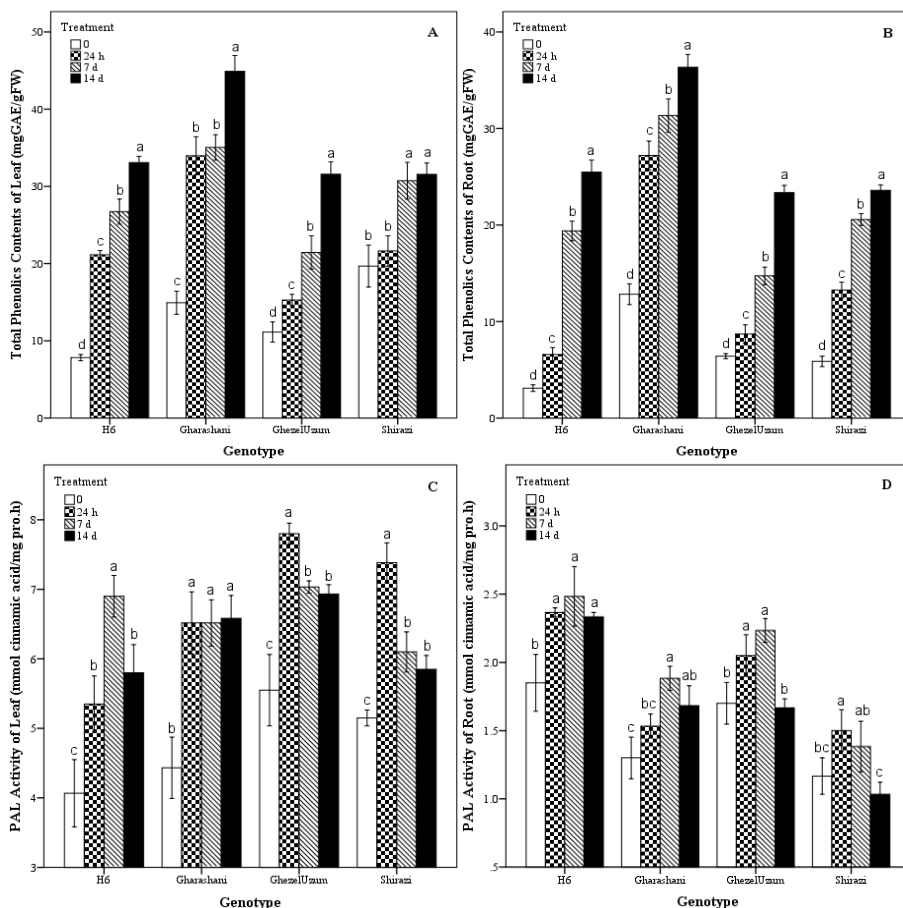 Treatment
0
24 h
7 d
14 d
A
Total Phenolics Contents of Leaf (mgGAE/gFW)
50
40
30
20
10
0
d c b a
c b b a
d c b a
b b a a
H6 Gharashani GhezelUzum Shirazi
Genotype
Treatment
0
24 h
7 d
14 d
B
Total Phenolics Contents of Root (mgGAE/gFW)
40
30
20
10
0
d c b a
d c b a
d c b a
d c b a
H6 Gharashani GhezelUzum Shirazi
Genotype
Treatment
0
24 h
7 d
14 d
C
PAL Activity of Leaf (mmol cinnamic acid/mg pro.h)
8
7
6
5
4
3
c b a b
b a a a
c a b b
c a b b
H6 Gharashani GhezelUzum Shirazi
Genotype
Treatment
0
24 h
7 d
14 d
D
PAL Activity of Root (mmol cinnamic acid/mg pro.h)
3.0
2.5
2.0
1.5
1.0
.5
b a a a
c bc a ab
b a a b
bc a ab c
H6 Gharashani GhezelUzum Shirazi
Genotype